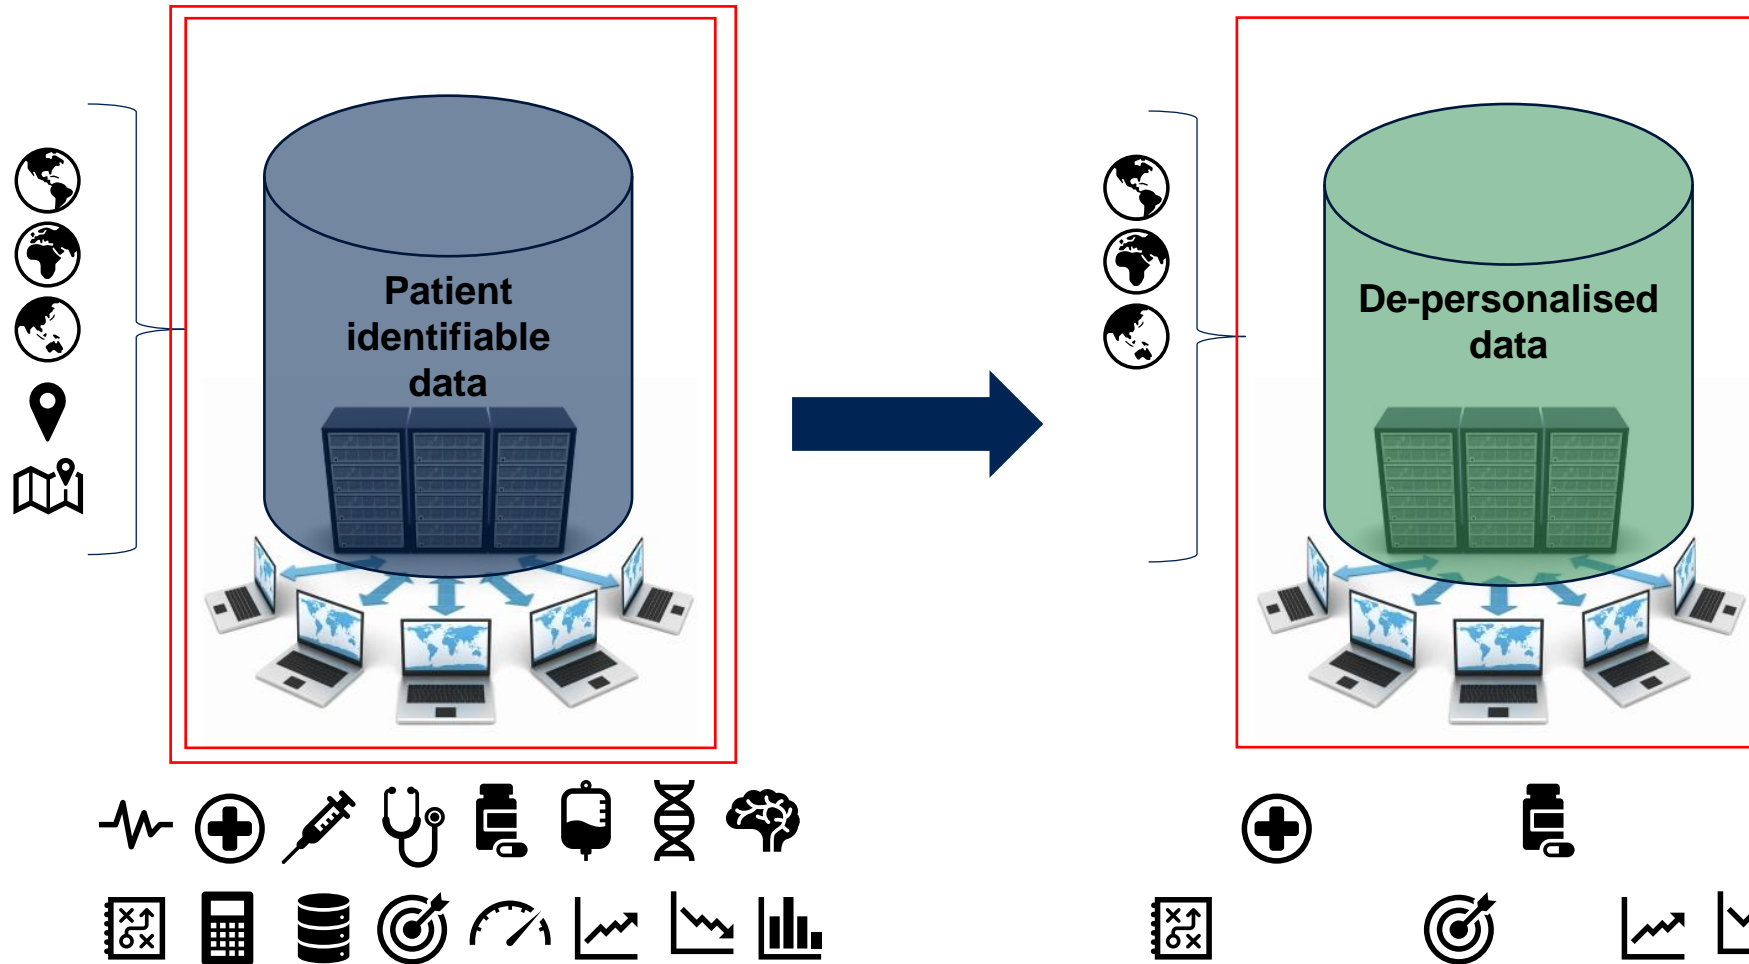 Patient
identifiable
data
De-personalised
data